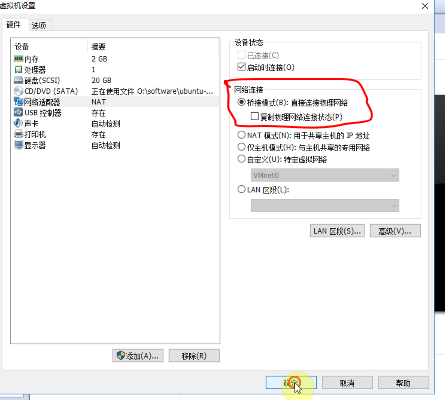 虚拟机设置
硬件 选项
设备 摘要
内存 2 GB
处理器 1
硬盘(SCSI) 20 GB
CD/DVD (SATA) 正在使用文件 O:\software\ubuntu-...
网络适配器 NAT
USB 控制器 存在
声卡 自动检测
打印机 存在
显示器 自动检测
添加(A)... 移除(R)
设备状态
已连接(C)
启动时连接(O)
网络连接
桥接模式(B): 直接连接物理网络
复制物理网络连接状态(P)
NAT 模式(N): 用于共享主机的 IP 地址
仅主机模式(H): 与主机共享的专用网络
自定义(U): 特定虚拟网络
VMnet0
LAN 区段(L):
LAN 区段(S)... 高级(V)...
确定 取消 帮助